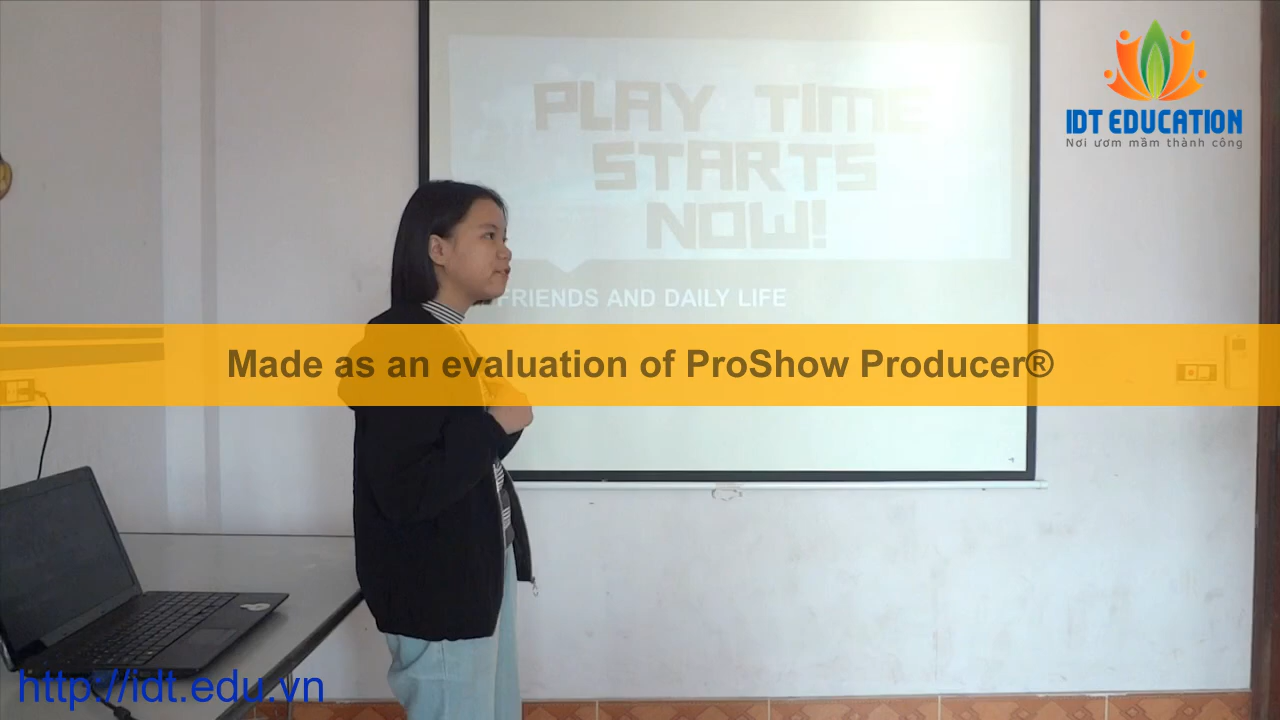 PLAY TIME
STARTS
NOW!
FRIENDS AND DAILY LIFE
IDT EDUCATION
Nơi ươm mầm thành công
Made as an evaluation of ProShow Producer®
http://idt.edu.vn